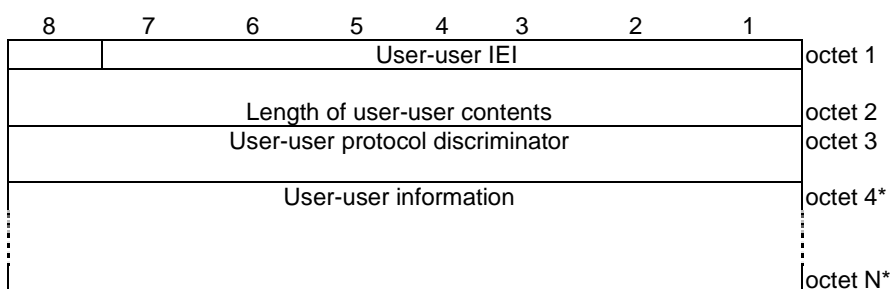 8 7 6 5 4 3 2 1
User-user IEI octet 1
Length of user-user contents octet 2
User-user protocol discriminator octet 3
User-user information octet 4*
octet N*